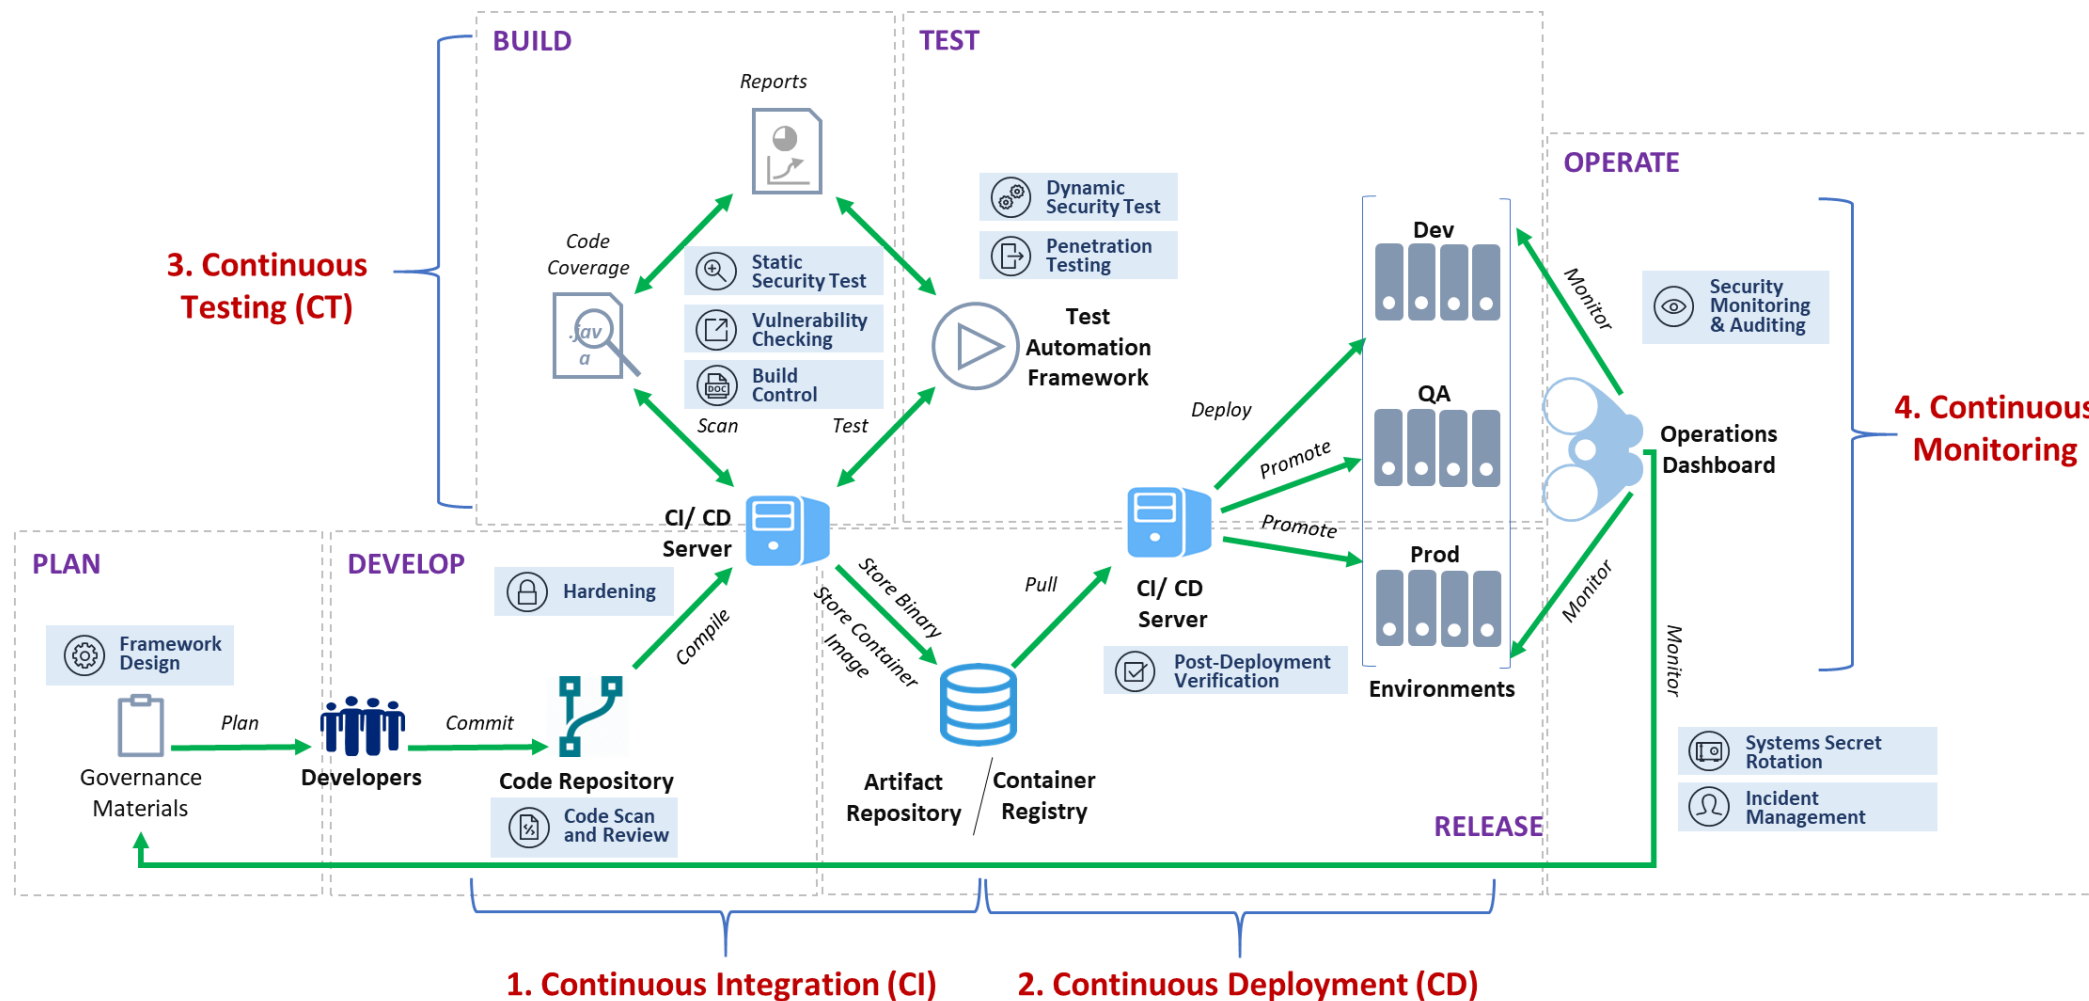 BUILD
TEST
Reports
OPERATE
Dynamic
Security Test
Penetration
Testing
Code
Coverage
Static
Security Test
Vulnerability
Checking
Build
Control
.jav
a
Scan
Test
Test
Automation
Framework
3. Continuous
Testing (CT)
Dev
QA
Prod
Environments
Deploy
Promote
Promote
Monitor
Monitor
Monitor
Security
Monitoring
& Auditing
Operations
Dashboard
4. Continuous
Monitoring
CI/ CD
Server
PLAN
DEVELOP
Hardening
Framework
Design
Plan
Governance
Materials
Developers
Commit
Compile
Code Repository
Code Scan
and Review
Store Binary
Store Container
Image
Pull
CI/ CD
Server
Post-Deployment
Verification
Artifact
Repository
Container
Registry
RELEASE
Systems Secret
Rotation
DOC
Incident
Management
1. Continuous Integration (CI)
2. Continuous Deployment (CD)